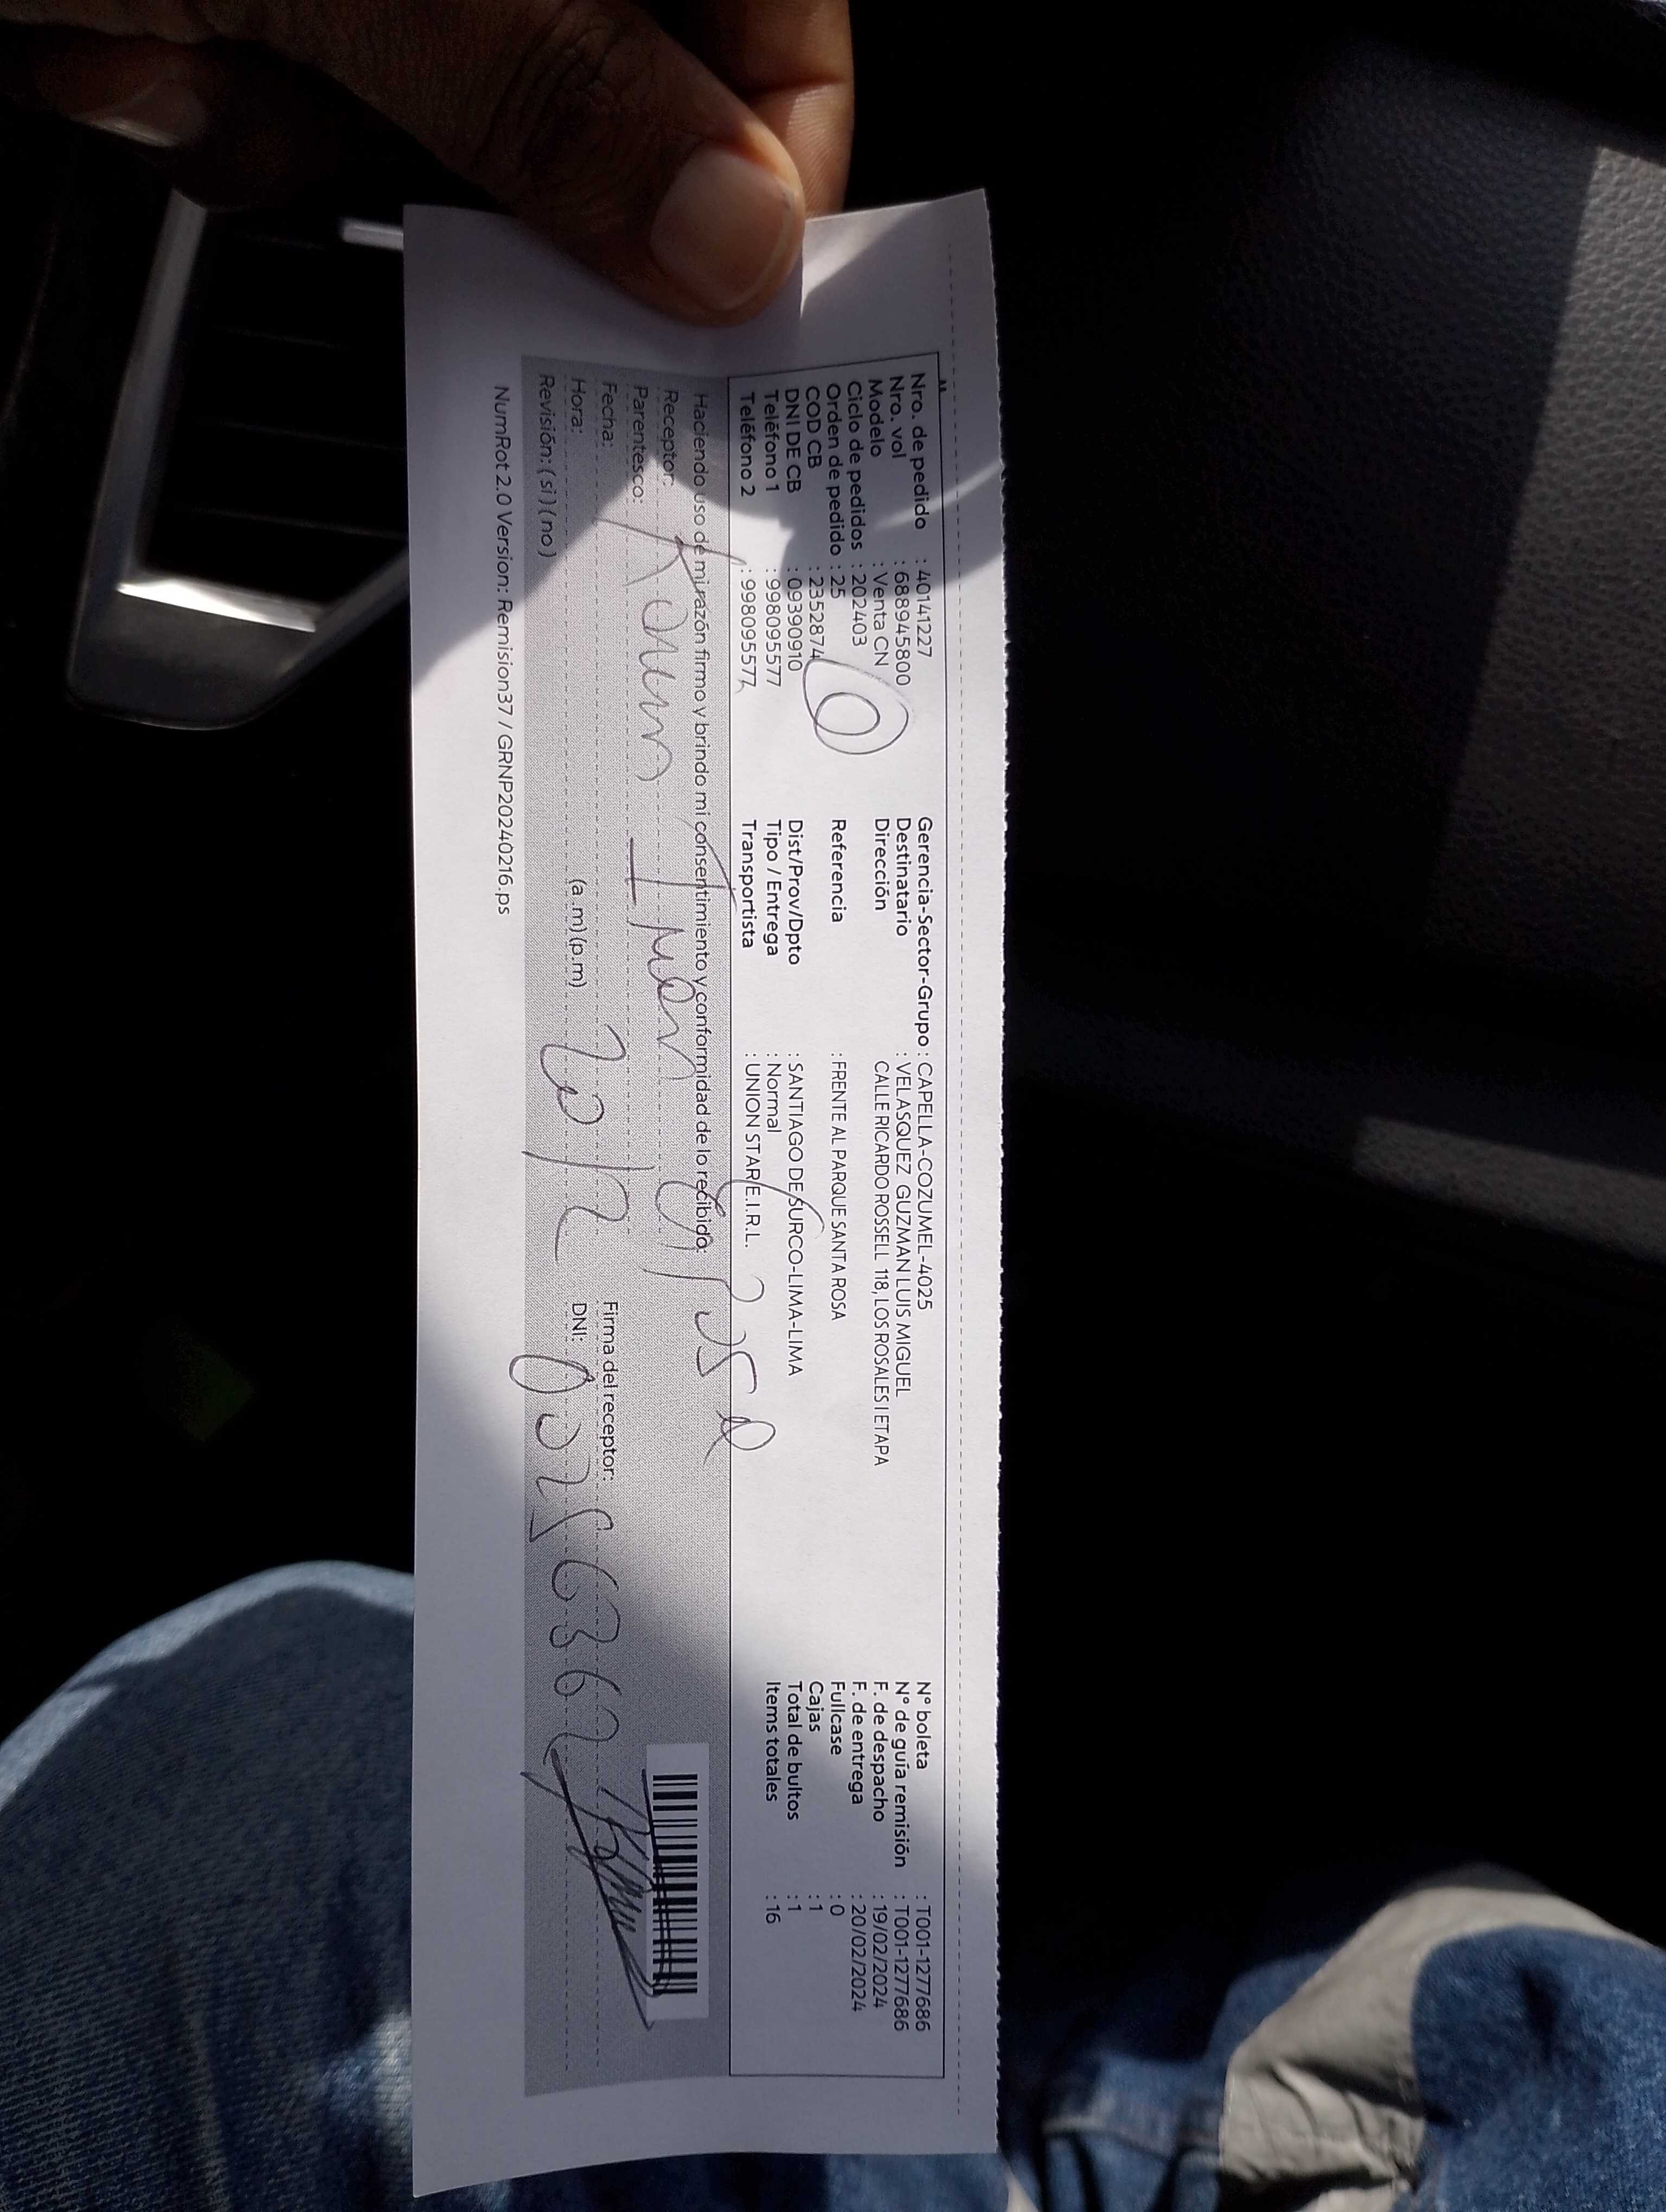 Nro. de pedido : 40141227
Nro. vol : 688945800
Modelo : Venta CN
Ciclo de pedidos : 202403
Orden de pedido : 25
COD CB : 2352874
DNI DE CB : 09390910
Teléfono 1 : 998095577
Teléfono 2 : 998095577
Gerencia-Sector-Grupo : CAPELLA-COZUMEL-4025
Destinatario : VELASQUEZ GUZMAN LUIS MIGUEL
Dirección CALLE RICARDO ROSSELL 118, LOS ROSALES I ETAPA
Referencia : FRENTE AL PARQUE SANTA ROSA
Dist/Prov/Dpto : SANTIAGO DE SURCO-LIMA-LIMA
Tipo / Entrega : Normal
Transportista : UNION STAR E.I.R.L.
N° boleta : T001-1277686
N° de guía remisión : T001-1277686
F. de despacho : 19/02/2024
F. de entrega : 20/02/2024
Fullcase : 0
Cajas : 1
Total de bultos : 1
Items totales : 16
Haciendo uso de mi razón firmo y brindo mi consentimiento y conformidad de lo recibido:
Receptor:
Parentesco:
Fecha: 20/2
Firma del receptor:
Hora: (a.m) (p.m)
DNI:
Revisión: ( si ) ( no )
NumRot 2.0 Version: Remision37 / GRNP20240216.ps